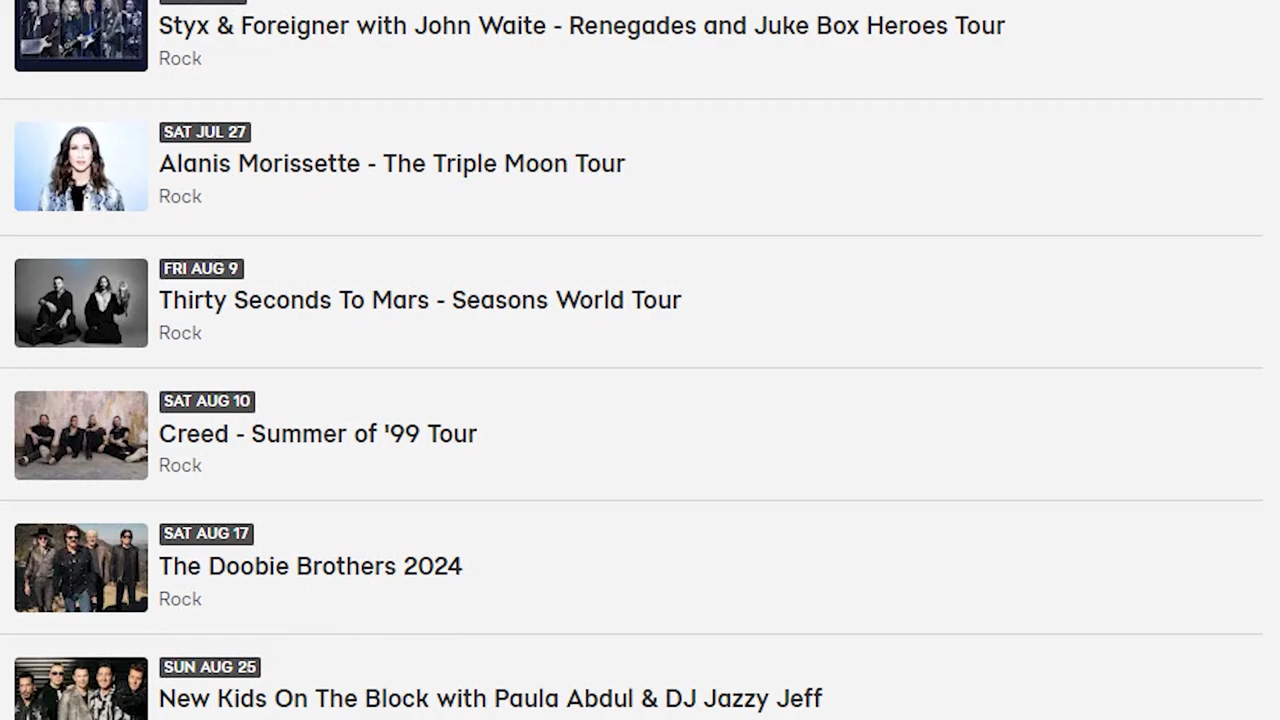 Styx & Foreigner with John Waite - Renegades and Juke Box Heroes Tour
Rock
SAT JUL 27
Alanis Morissette - The Triple Moon Tour
Rock
FRI AUG 9
Thirty Seconds To Mars - Seasons World Tour
Rock
SAT AUG 10
Creed - Summer of '99 Tour
Rock
SAT AUG 17
The Doobie Brothers 2024
Rock
SUN AUG 25
New Kids On The Block with Paula Abdul & DJ Jazzy Jeff